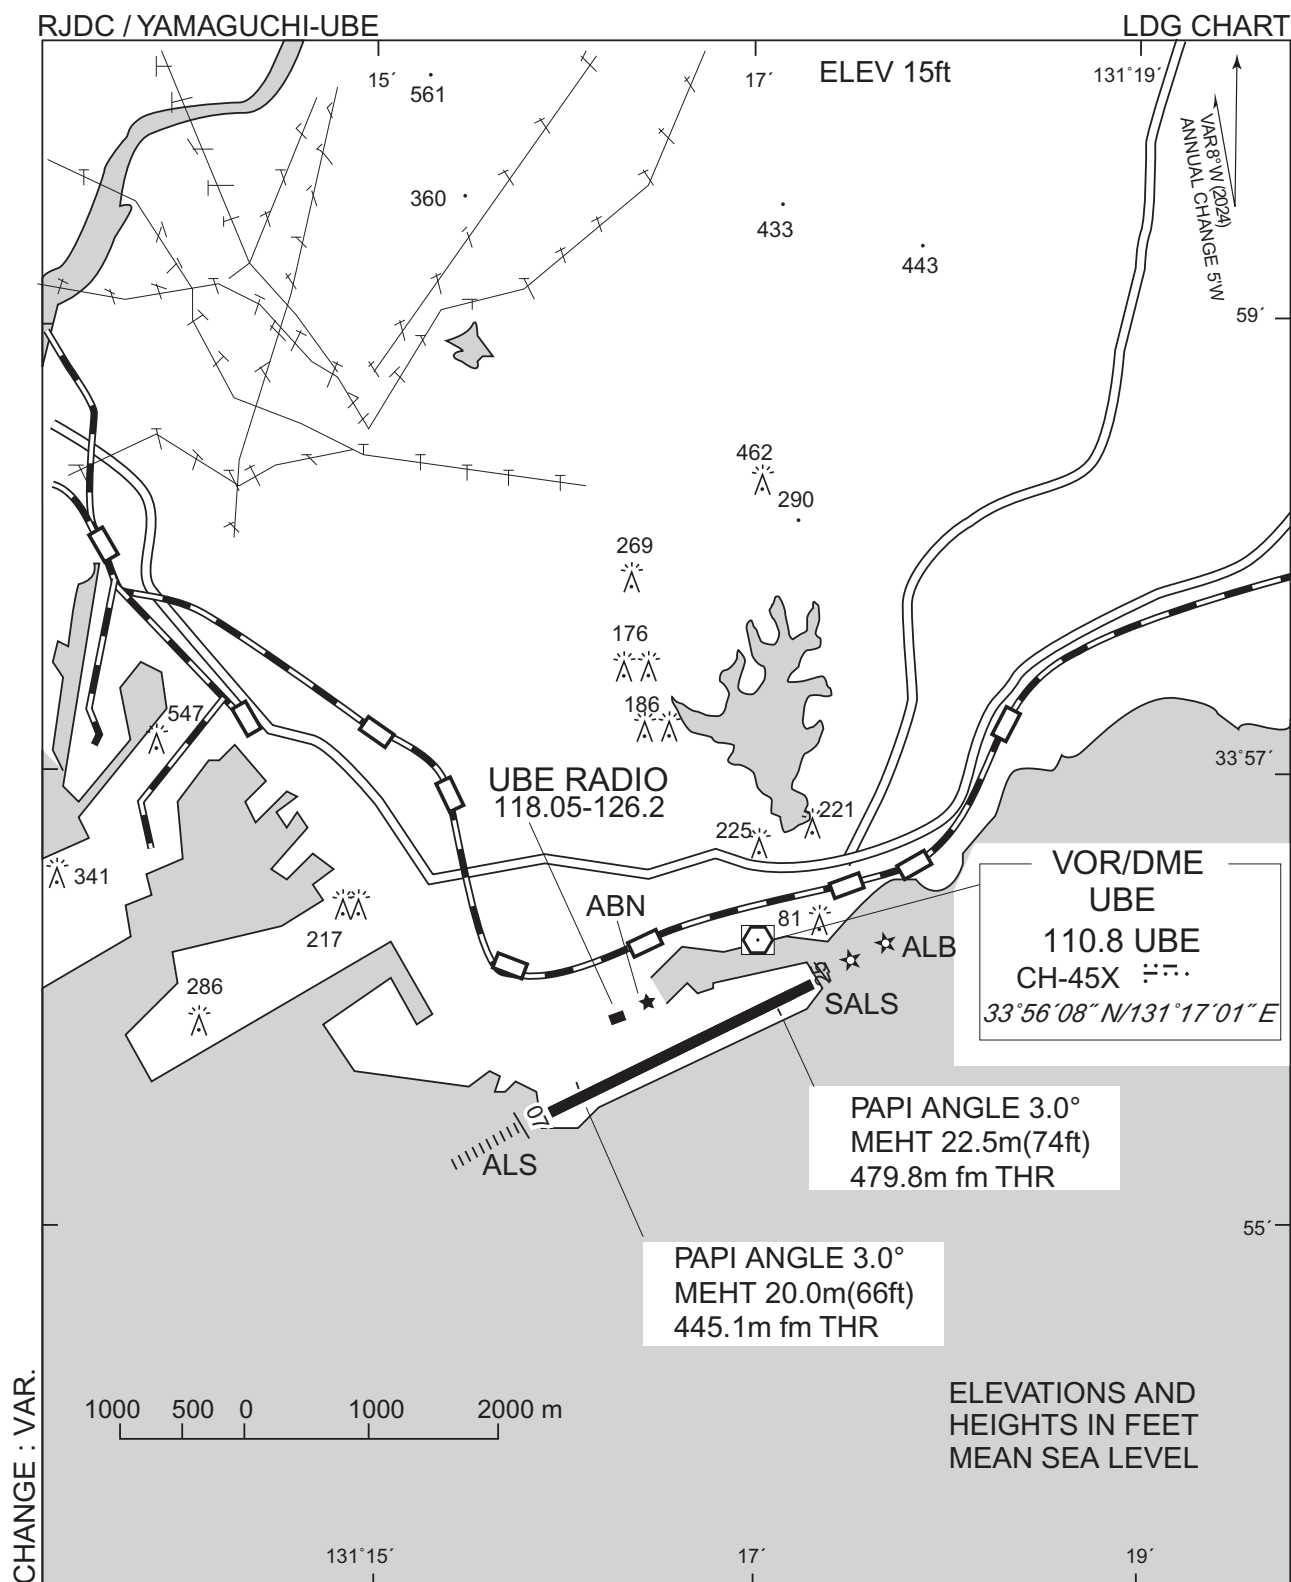 RJDC / YAMAGUCHI-UBE
LDG CHART
15´
561
17´
ELEV 15ft
131°19´
VAR 8°W (2024)
ANNUAL CHANGE 5'W
360
433
443
59´
462
290
269
176
186
547
33°57´
UBE RADIO
118.05-126.2
225
221
341
ABN
81
217
286
ALB
SALS
VOR/DME
UBE
110.8 UBE
CH-45X
33°56´08˝ N/131°17´01˝ E
25
07
ALS
PAPI ANGLE 3.0°
MEHT 22.5m(74ft)
479.8m fm THR
55´
PAPI ANGLE 3.0°
MEHT 20.0m(66ft)
445.1m fm THR
1000 500 0 1000 2000 m
ELEVATIONS AND
HEIGHTS IN FEET
MEAN SEA LEVEL
CHANGE : VAR.
131°15´
17´
19´